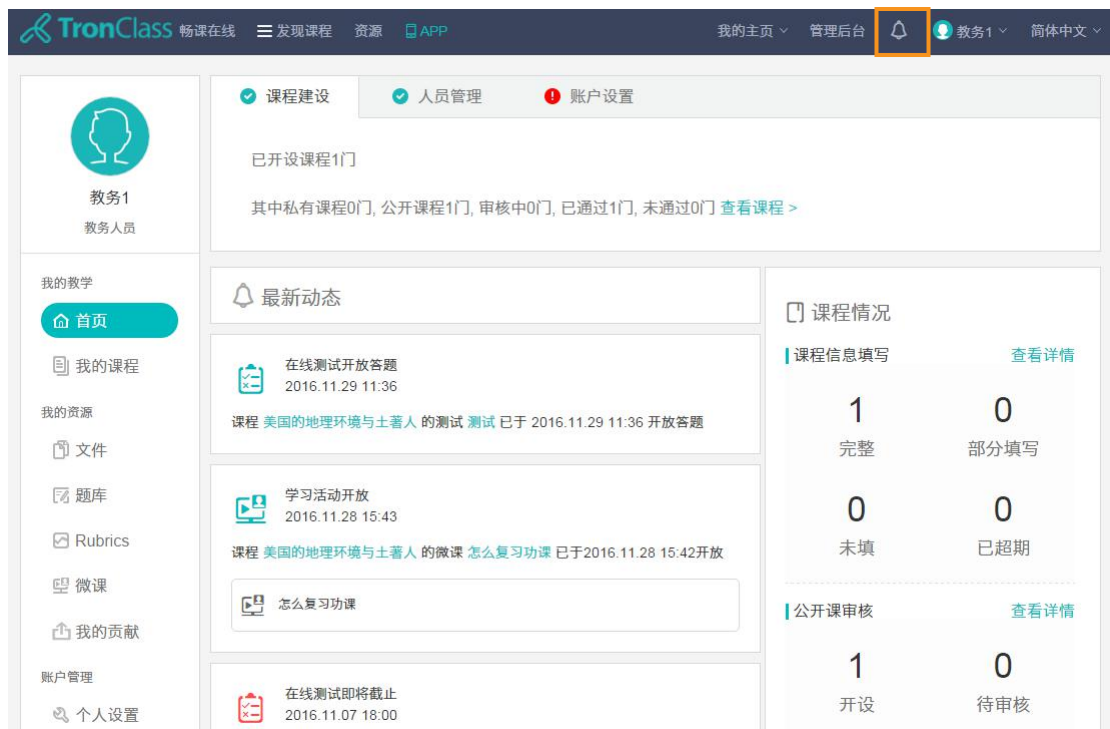 TronClass 畅课在线 发现课程 资源 APP 我的主页 管理后台 教务1 简体中文
教务1
教务人员
我的教学
首页
我的课程
我的资源
文件
题库
Rubrics
微课
我的贡献
账户管理
个人设置
课程建设 人员管理 账户设置
已开设课程1门
其中私有课程0门, 公开课程1门, 审核中0门, 已通过1门, 未通过0门 查看课程 >
最新动态
在线测试开放答题
2016.11.29 11:36
课程 美国的地理环境与土著人 的测试 测试 已于 2016.11.29 11:36 开放答题
学习活动开放
2016.11.28 15:43
课程 美国的地理环境与土著人 的微课 怎么复习功课 已于2016.11.28 15:42开放
怎么复习功课
在线测试即将截止
2016.11.07 18:00
课程情况
课程信息填写 查看详情
1 0
完整 部分填写
0 0
未填 已超期
公开课审核 查看详情
1 0
开设 待审核